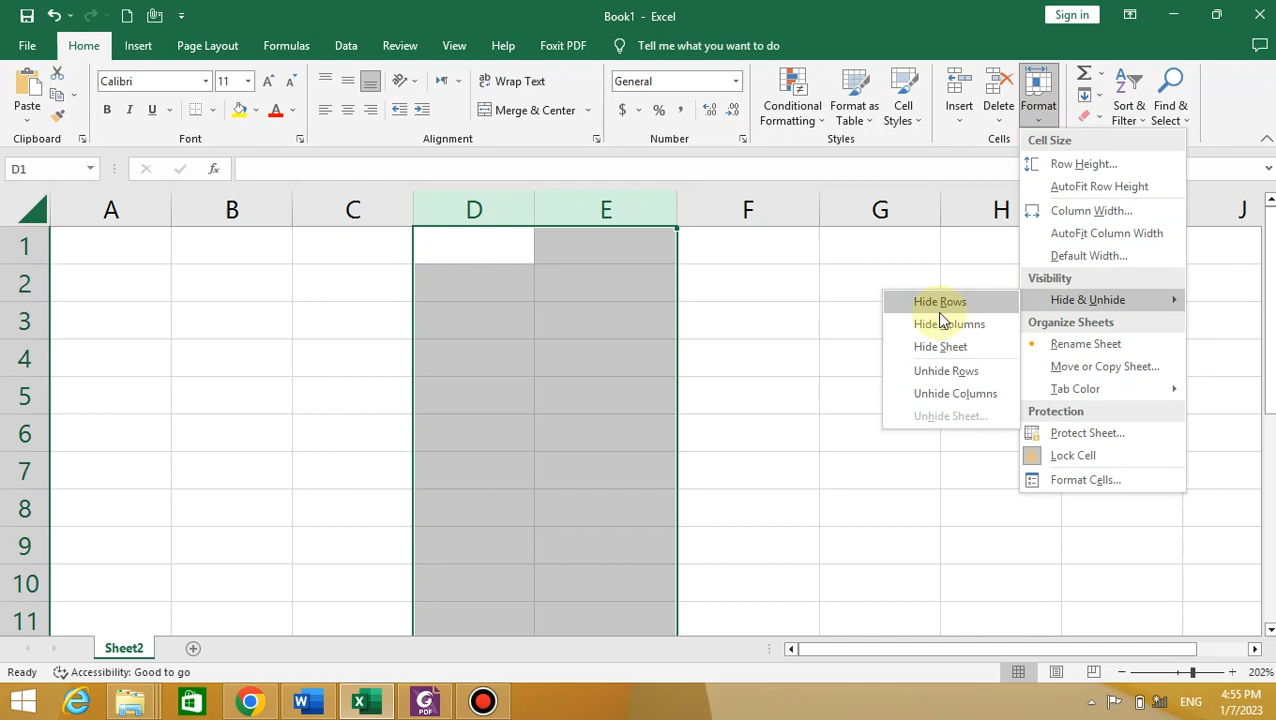 Book1 - Excel
Sign in
File Home Insert Page Layout Formulas Data Review View Help Foxit PDF Tell me what you want to do
Paste
Calibri 11
B I U A
Wrap Text
Merge & Center
General
$ % ,
Conditional Formatting
Format as Table
Cell Styles
Insert
Delete
Format
Sort & Filter
Find & Select
Clipboard Font Alignment Number Styles Cells
D1
fx
Cell Size
Row Height...
AutoFit Row Height
Column Width...
AutoFit Column Width
Default Width...
Visibility
Hide & Unhide
Organize Sheets
Rename Sheet
Move or Copy Sheet...
Tab Color
Protection
Protect Sheet...
Lock Cell
Format Cells...
Hide Rows
Hide Columns
Hide Sheet
Unhide Rows
Unhide Columns
Unhide Sheet...
A B C D E F G H J
1
2
3
4
5
6
7
8
9
10
11
Sheet2
Ready Accessibility: Good to go
202%
PDF
ENG
4:55 PM
1/7/2023